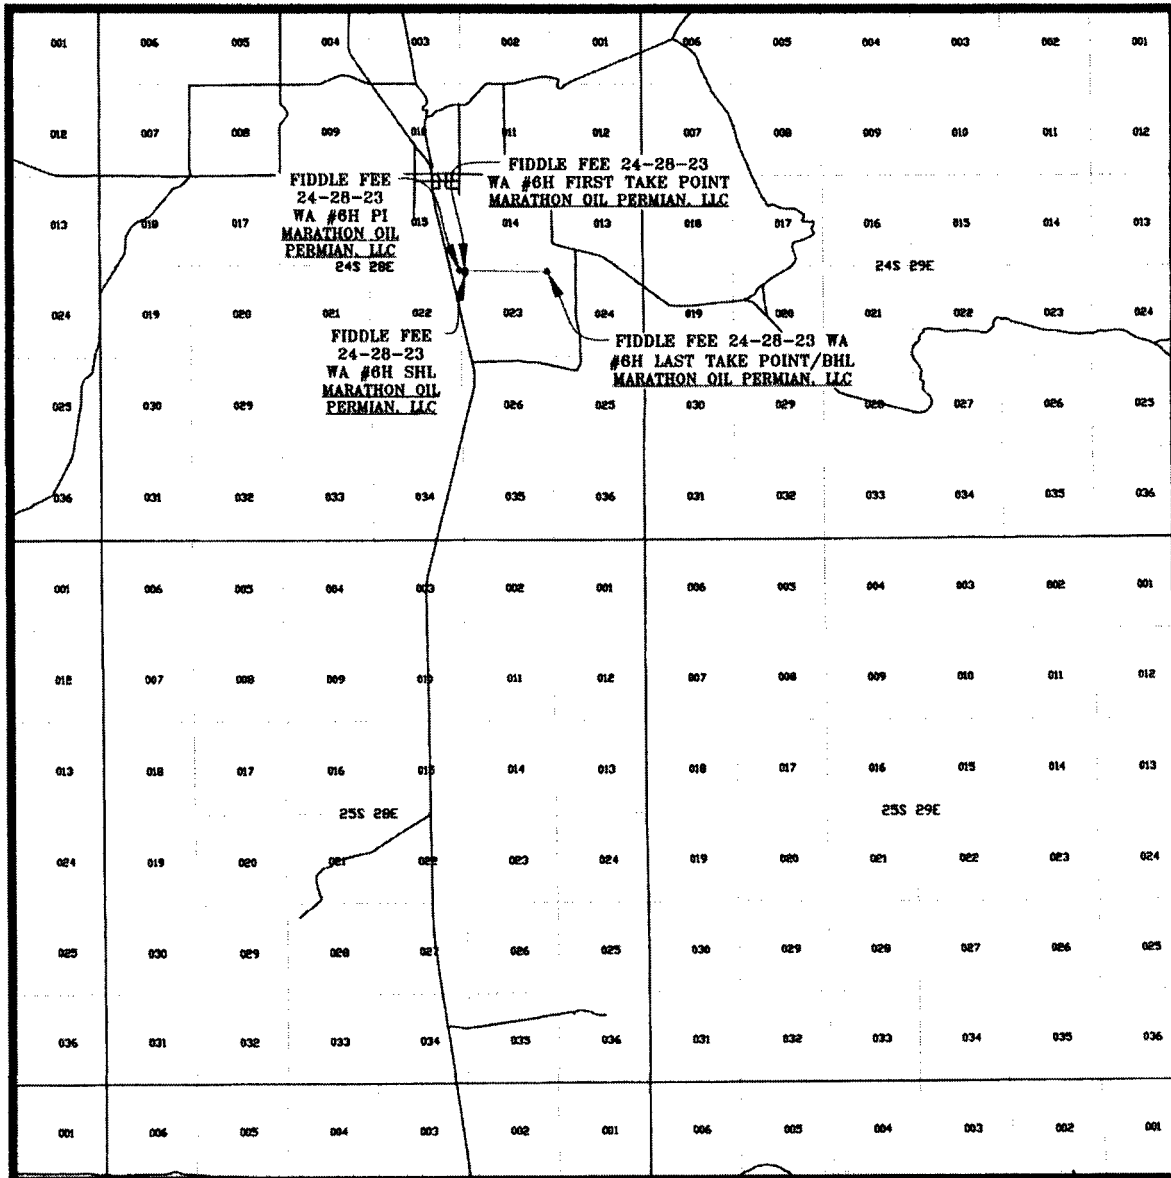 001 006 005 004 003 002 001 006 005 004 003 002 001
012 007 008 009 010 011 012 007 008 009 010 011 012
FIDDLE FEE 24-28-23
WA #6H FIRST TAKE POINT
MARATHON OIL PERMIAN, LLC
FIDDLE FEE
24-28-23
WA #6H PI
MARATHON OIL
PERMIAN, LLC
013 018 017 015 014 013 018 017 016 015 014 013
24S 28E 24S 29E
024 019 020 021 022 023 024 019 020 021 022 023 024
FIDDLE FEE
24-28-23
WA #6H SHL
MARATHON OIL
PERMIAN, LLC
FIDDLE FEE 24-28-23 WA
#6H LAST TAKE POINT/BHL
MARATHON OIL PERMIAN, LLC
025 030 029 026 025 030 029 028 027 026 025
036 031 032 033 034 035 036 031 032 033 034 035 036
001 006 005 004 003 002 001 006 005 004 003 002 001
012 007 008 009 010 011 012 007 008 009 010 011 012
013 018 017 016 015 014 013 018 017 016 015 014 013
25S 28E 25S 29E
024 019 020 021 022 023 024 019 020 021 022 023 024
025 030 029 028 027 026 025 030 029 028 027 026 025
036 031 032 033 034 035 036 031 032 033 034 035 036
001 006 005 004 003 002 001 006 005 004 003 002 001